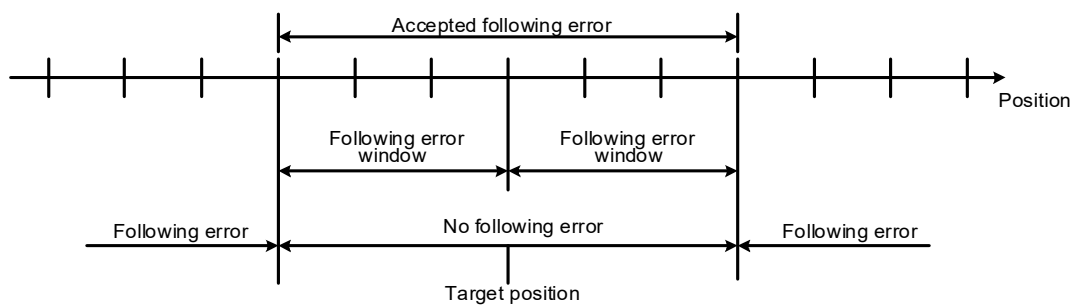 Accepted following error
Position
Following error
window
Following error
window
Following error
No following error
Following error
Target position